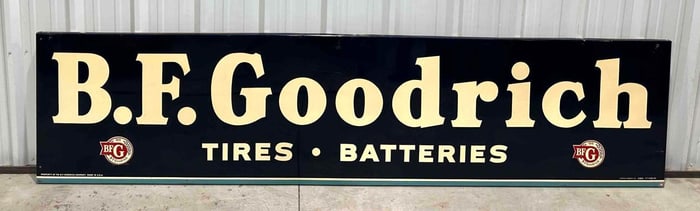 B.F. Goodrich
BFG
TIRES • BATTERIES
BFG